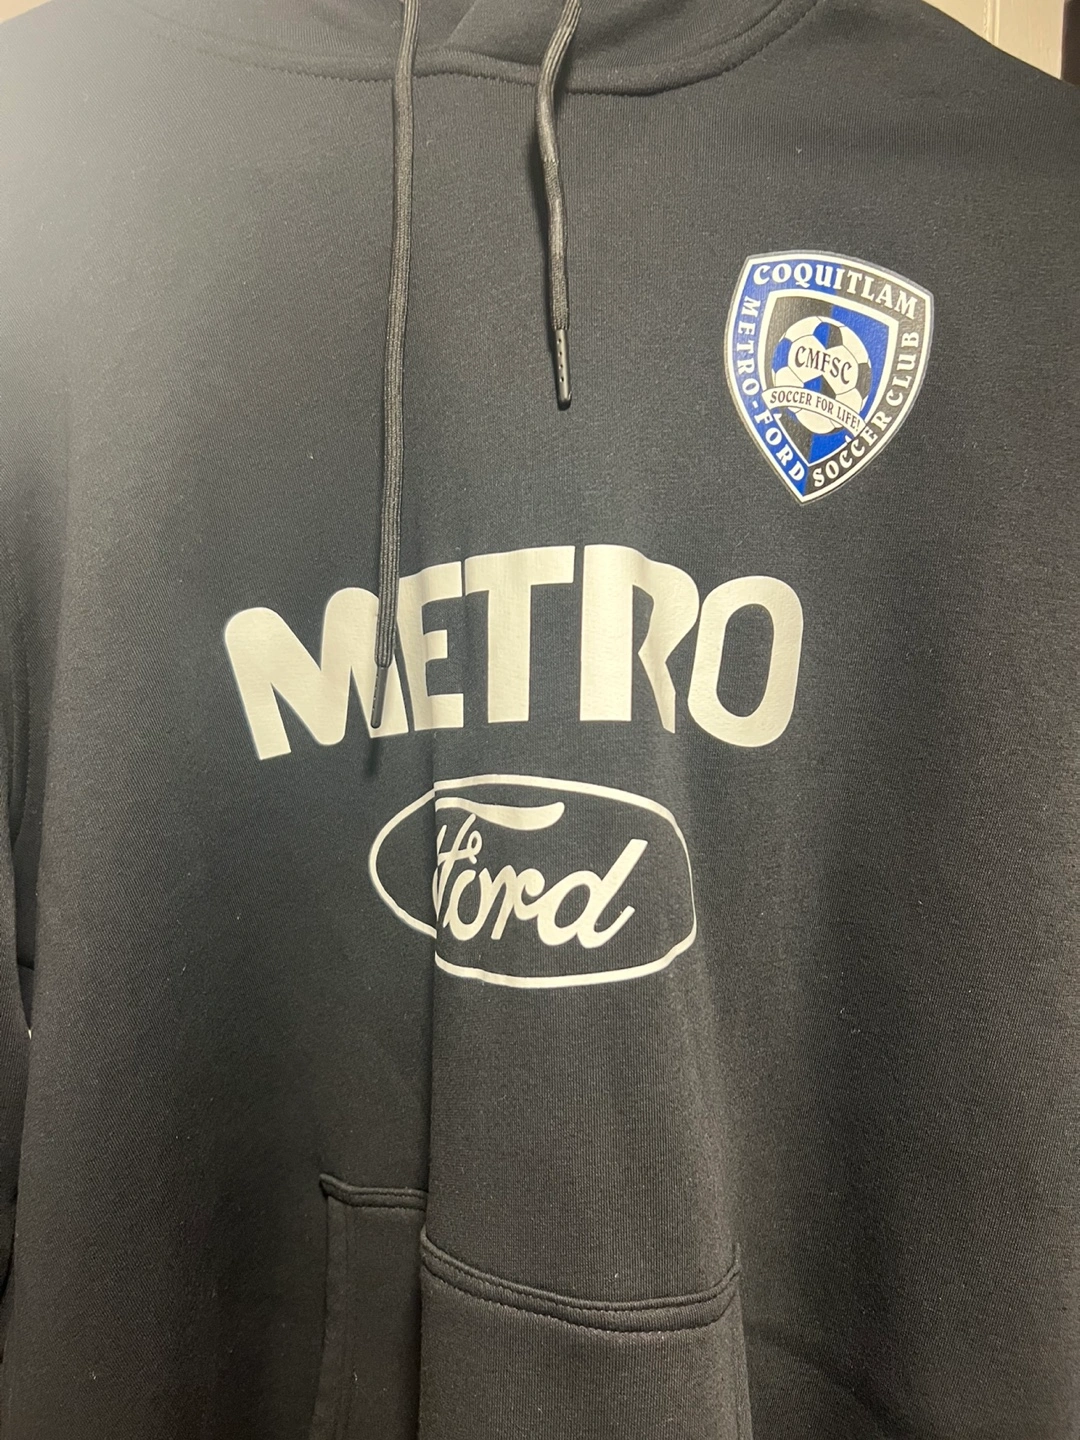 COQUITLAM
METRO-FORD
SOCCER CLUB
CMFSC
SOCCER FOR LIFE!
METRO
Ford